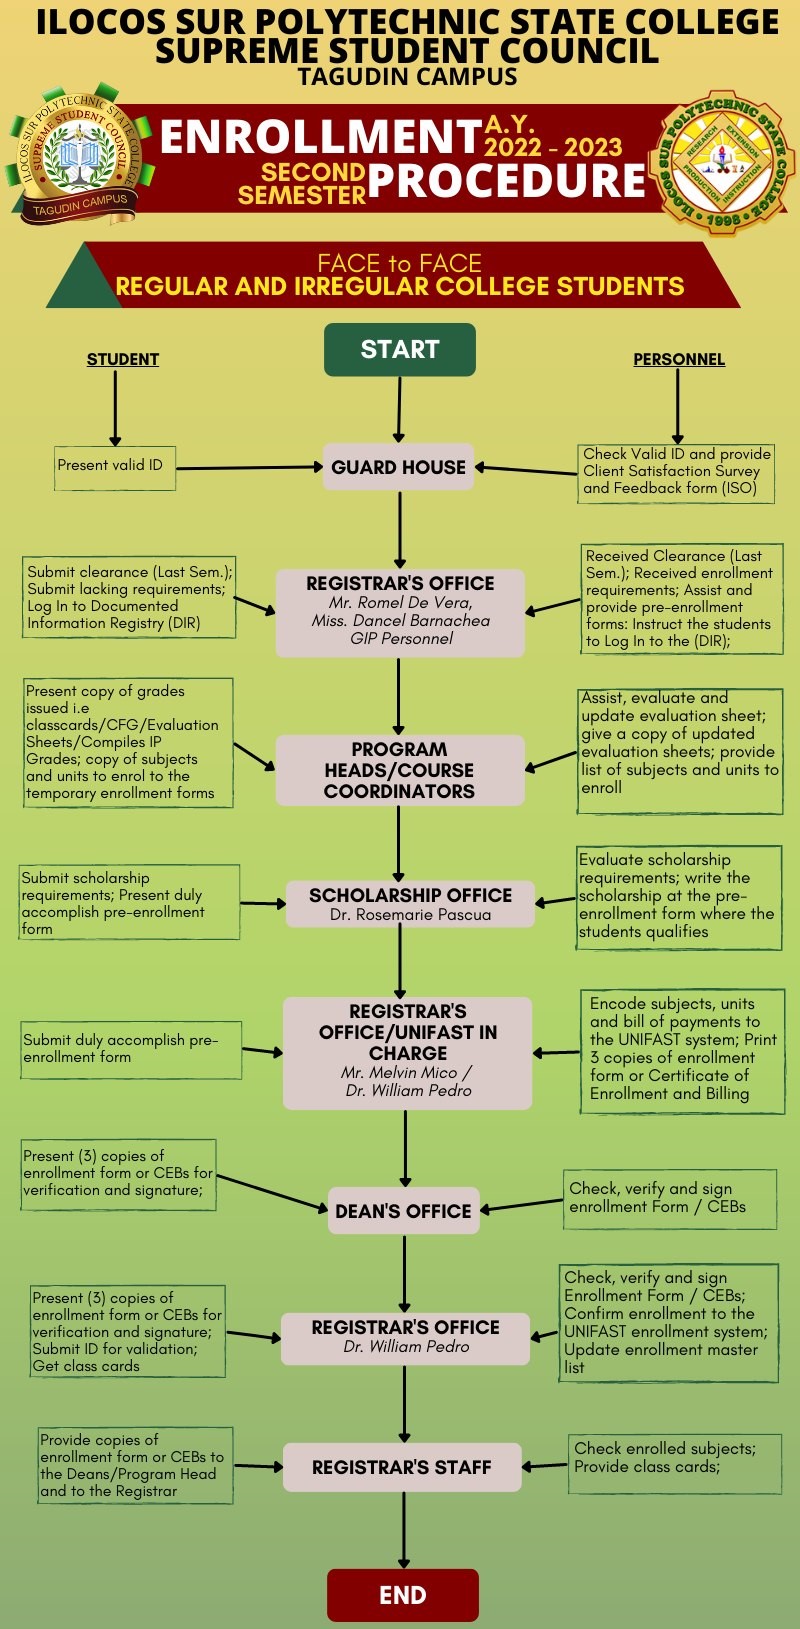 ILOCOS SUR POLYTECHNIC STATE COLLEGE
SUPREME STUDENT COUNCIL
TAGUDIN CAMPUS
ILOCOS SUR POLYTECHNIC STATE COLLEGE
SUPREME STUDENT COUNCIL
TAGUDIN CAMPUS
ENROLLMENT
A.Y.
2022 - 2023
SECOND
SEMESTER
PROCEDURE
ILOCOS SUR POLYTECHNIC STATE COLLEGE
RESEARCH
EXTENSION
PRODUCTION
INSTRUCTION
1998
FACE to FACE
REGULAR AND IRREGULAR COLLEGE STUDENTS
START
STUDENT
PERSONNEL
Present valid ID
GUARD HOUSE
Check Valid ID and provide
Client Satisfaction Survey
and Feedback form (ISO)
Submit clearance (Last Sem.);
Submit lacking requirements;
Log In to Documented
Information Registry (DIR)
REGISTRAR'S OFFICE
Mr. Romel De Vera,
Miss. Dancel Barnachea
GIP Personnel
Received Clearance (Last
Sem.); Received enrollment
requirements; Assist and
provide pre-enrollment
forms: Instruct the students
to Log In to the (DIR);
Present copy of grades
issued i.e
classcards/CFG/Evaluation
Sheets/Compiles IP
Grades; copy of subjects
and units to enrol to the
temporary enrollment forms
PROGRAM
HEADS/COURSE
COORDINATORS
Assist, evaluate and
update evaluation sheet;
give a copy of updated
evaluation sheets; provide
list of subjects and units to
enroll
Submit scholarship
requirements; Present duly
accomplish pre-enrollment
form
SCHOLARSHIP OFFICE
Dr. Rosemarie Pascua
Evaluate scholarship
requirements; write the
scholarship at the pre-
enrollment form where the
students qualifies
Submit duly accomplish pre-
enrollment form
REGISTRAR'S
OFFICE/UNIFAST IN
CHARGE
Mr. Melvin Mico /
Dr. William Pedro
Encode subjects, units
and bill of payments to
the UNIFAST system; Print
3 copies of enrollment
form or Certificate of
Enrollment and Billing
Present (3) copies of
enrollment form or CEBs for
verification and signature;
DEAN'S OFFICE
Check, verify and sign
enrollment Form / CEBs
Present (3) copies of
enrollment form or CEBs for
verification and signature;
Submit ID for validation;
Get class cards
REGISTRAR'S OFFICE
Dr. William Pedro
Check, verify and sign
Enrollment Form / CEBs;
Confirm enrollment to the
UNIFAST enrollment system;
Update enrollment master
list
Provide copies of
enrollment form or CEBs to
the Deans/Program Head
and to the Registrar
REGISTRAR'S STAFF
Check enrolled subjects;
Provide class cards;
END